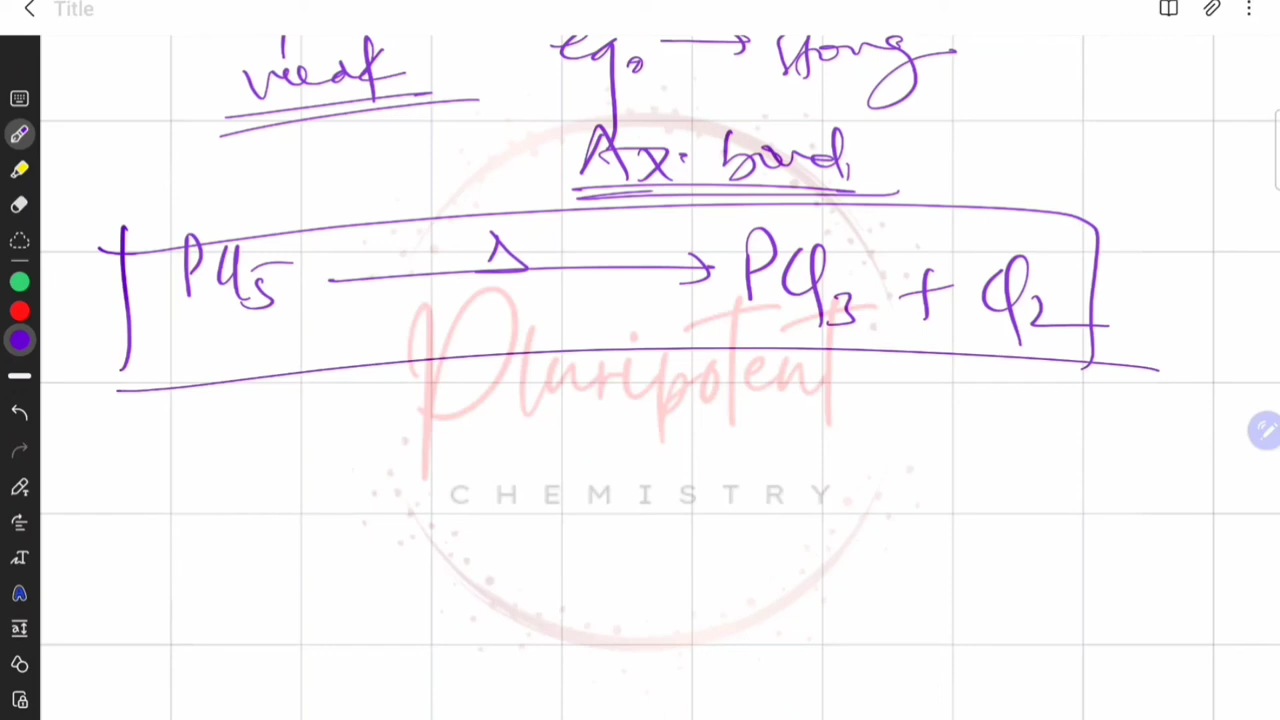 Title
weak eq. → strong
Ax. bond,
PCl5 —Δ→ PCl3 + Cl2
Pluripotent
CHEMISTRY